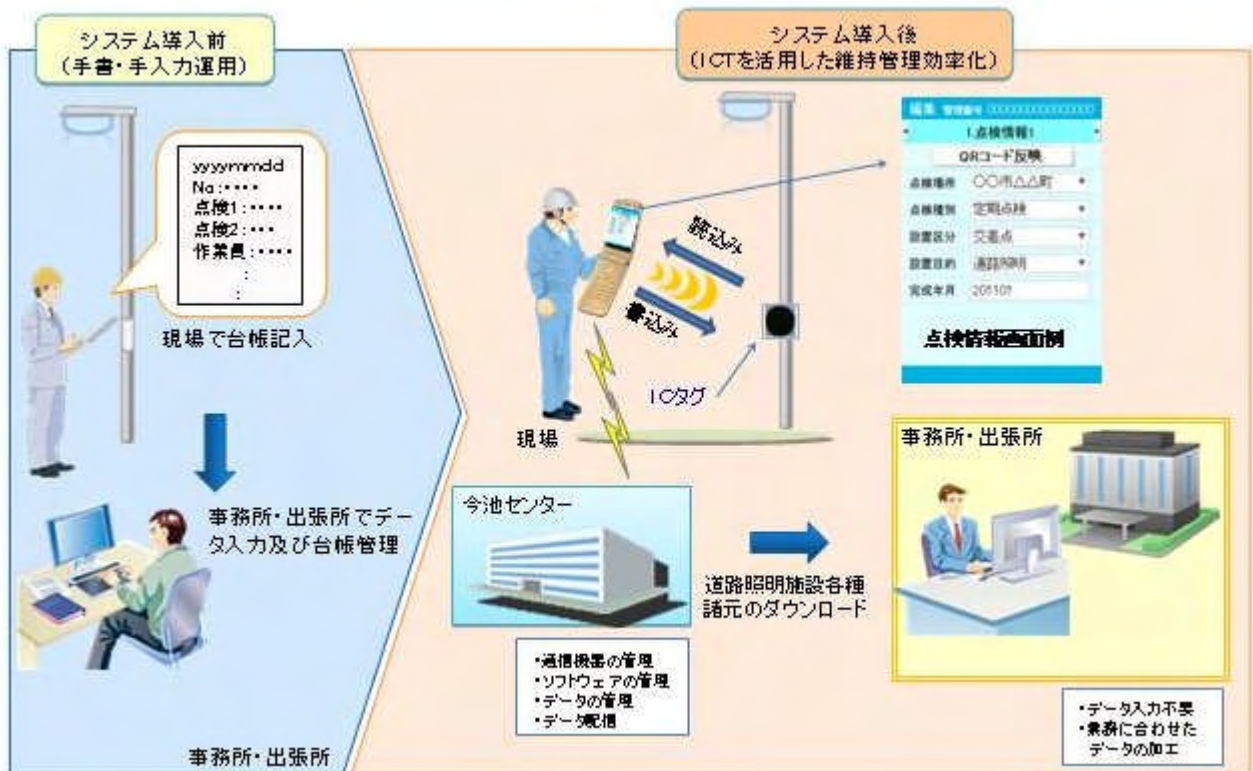 システム導入前
(手書・手入力運用)
yyyymmdd
No:・・・・
点検1:・・・・
点検2:・・・
作業員:・・・・
:
:
現場で台帳記入
事務所・出張所でデー
タ入力及び台帳管理
事務所・出張所
システム導入後
(ICTを活用した維持管理効率化)
読込み
書込み
ICタグ
現場
編集 管理番号
1.点検情報1
QRコード反映
点検場所 〇〇市△△町
点検種別 定期点検
設置区分 交差点
設置目的 道路照明
完成年月 201101
点検情報画面例
今池センター
・通信機器の管理
・ソフトウェアの管理
・データの管理
・データ配信
道路照明施設各種
諸元のダウンロード
事務所・出張所
・データ入力不要
・業務に合わせた
データの加工